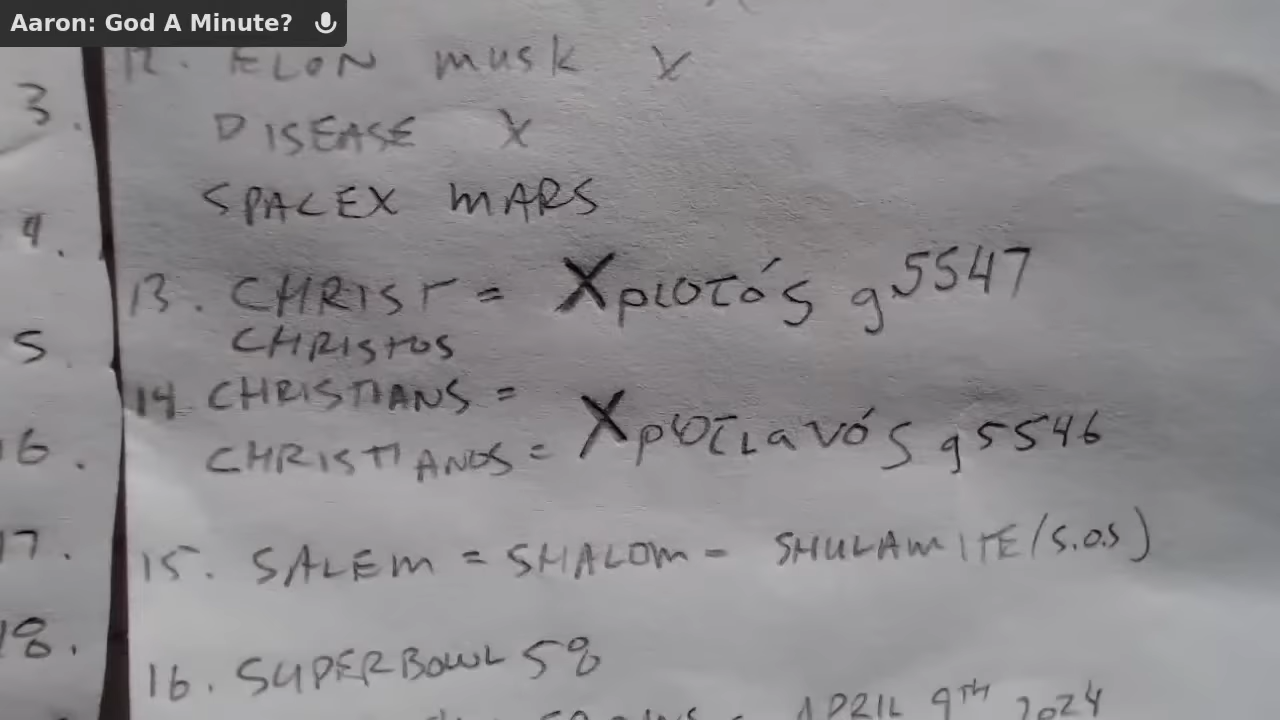 Aaron: God A Minute?
12. ELON musk X
3.
DISEASE X
SPACEX MARS
4.
13. CHRIST = Χριστός g5547
CHRISTOS
5.
14 CHRISTIANS =
CHRISTIANOS = Χριστιανός g5546
16.
15. SALEM = SHALOM - SHULAMITE/(S.O.S)
17.
18.
16. SUPERBOWL 58
APRIL 9TH 2024